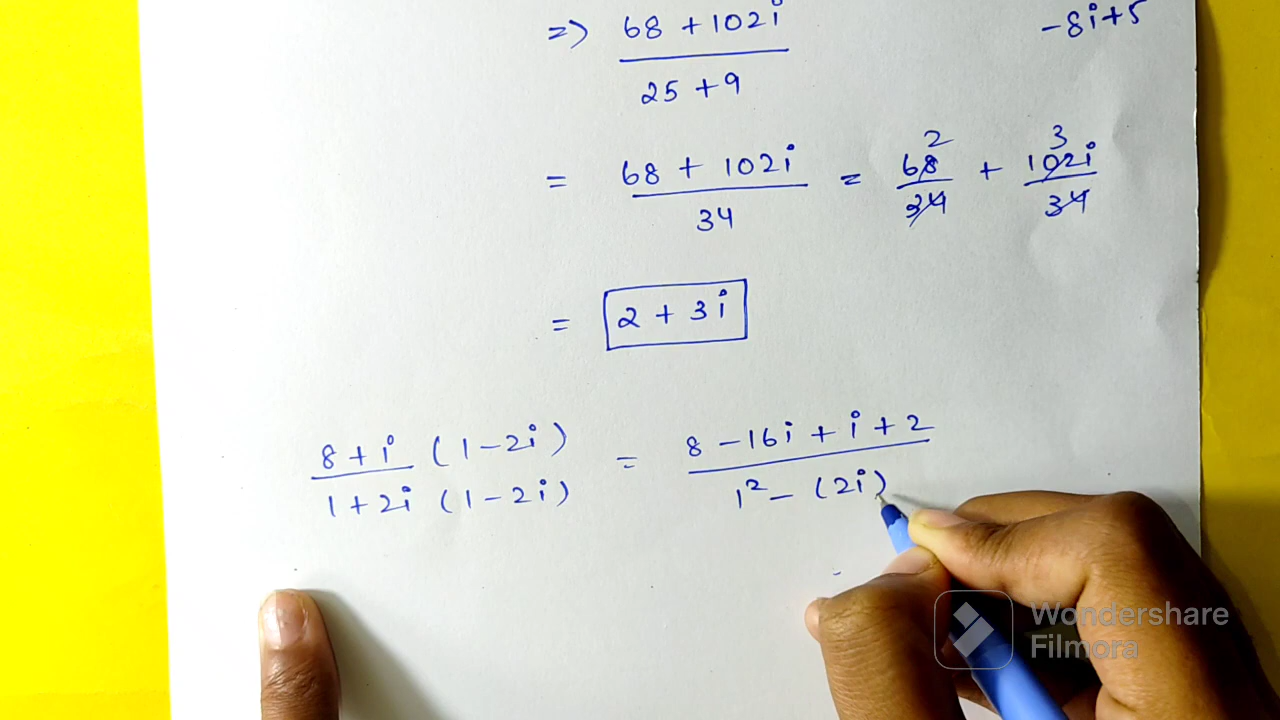 => 68 + 102i
-8i+5
25 + 9
= 68 + 102i / 34 = 68 2 / 34 + 102i 3 / 34
= 2 + 3i
8 + i (1 - 2i) / 1 + 2i (1 - 2i) = 8 - 16i + i + 2 / 1² - (2i)
Wondershare
Filmora